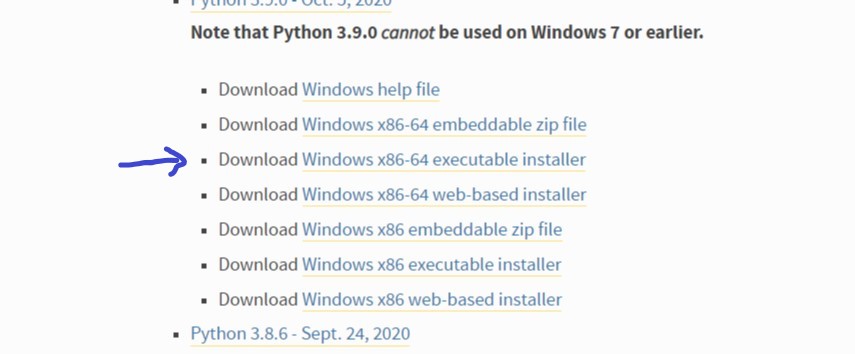 Python 3.9.0 - Oct. 5, 2020
Note that Python 3.9.0 cannot be used on Windows 7 or earlier.
Download Windows help file
Download Windows x86-64 embeddable zip file
Download Windows x86-64 executable installer
Download Windows x86-64 web-based installer
Download Windows x86 embeddable zip file
Download Windows x86 executable installer
Download Windows x86 web-based installer
Python 3.8.6 - Sept. 24, 2020